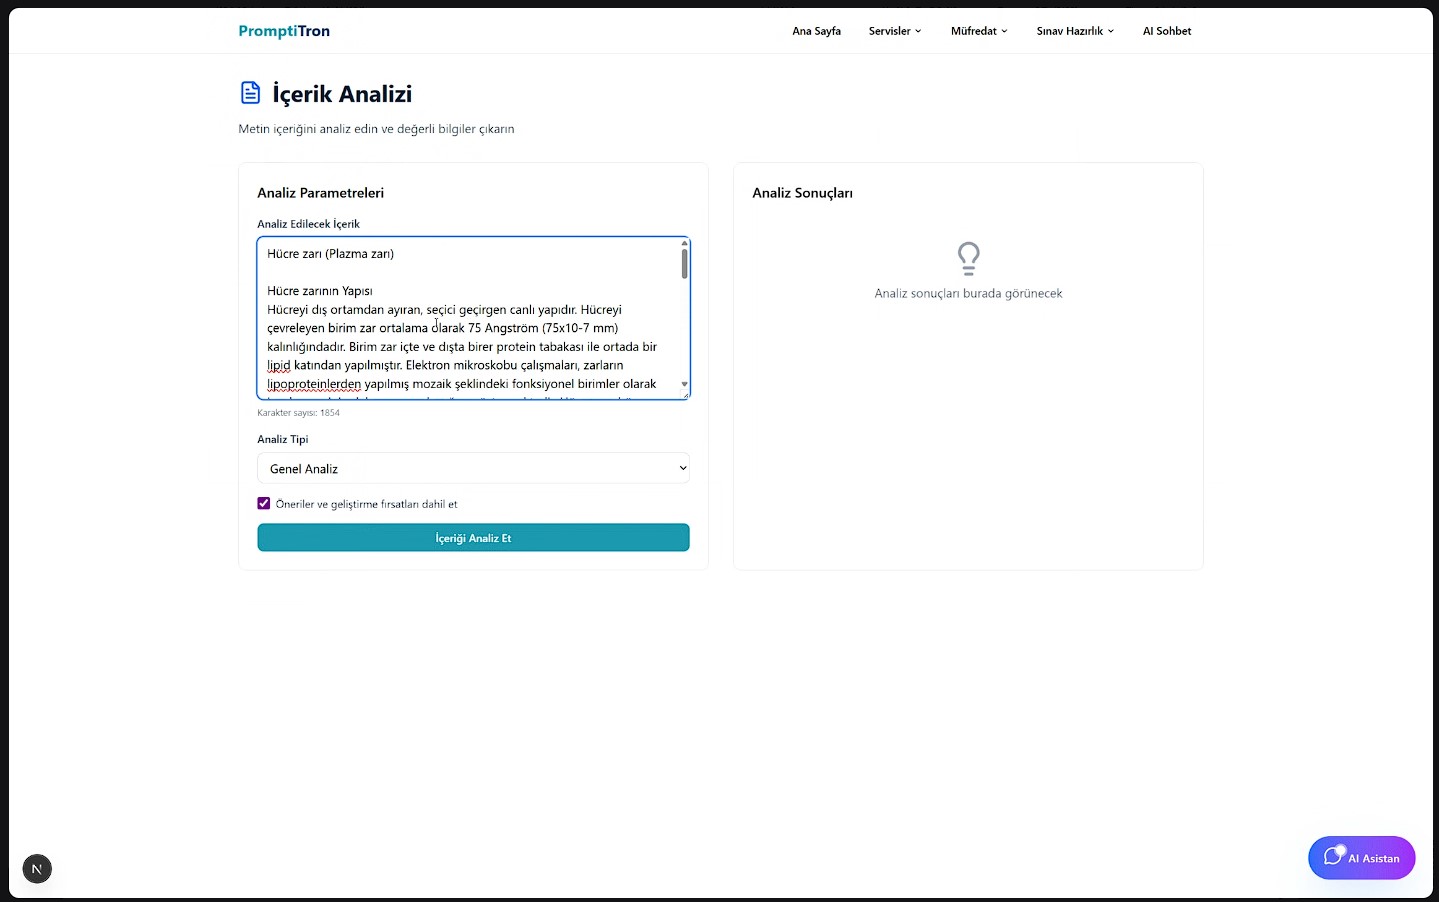 PromptiTron
Ana Sayfa
Servisler
Müfredat
Sınav Hazırlık
AI Sohbet
İçerik Analizi
Metin içeriğini analiz edin ve değerli bilgiler çıkarın
Analiz Parametreleri
Analiz Edilecek İçerik
Hücre zarı (Plazma zarı)
Hücre zarının Yapısı
Hücreyi dış ortamdan ayıran, seçici geçirgen canlı yapıdır. Hücreyi
çevreleyen birim zar ortalama olarak 75 Angström (75x10-7 mm)
kalınlığındadır. Birim zar içte ve dışta birer protein tabakası ile ortada bir
lipid katından yapılmıştır. Elektron mikroskobu çalışmaları, zarların
lipoproteinlerden yapılmış mozaik şeklindeki fonksiyonel birimler olarak
Karakter sayısı: 1854
Analiz Tipi
Genel Analiz
Öneriler ve geliştirme fırsatları dahil et
İçeriği Analiz Et
Analiz Sonuçları
Analiz sonuçları burada görünecek
N
AI Asistan